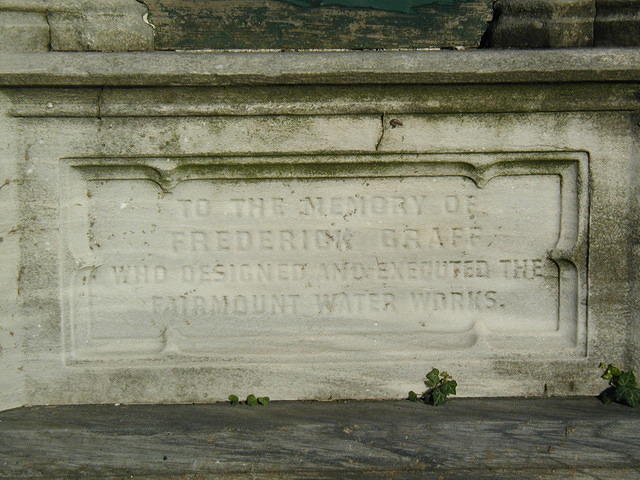 TO THE MEMORY OF
FREDERICK GRAFF
WHO DESIGNED AND EXECUTED THE
FAIRMOUNT WATER WORKS.